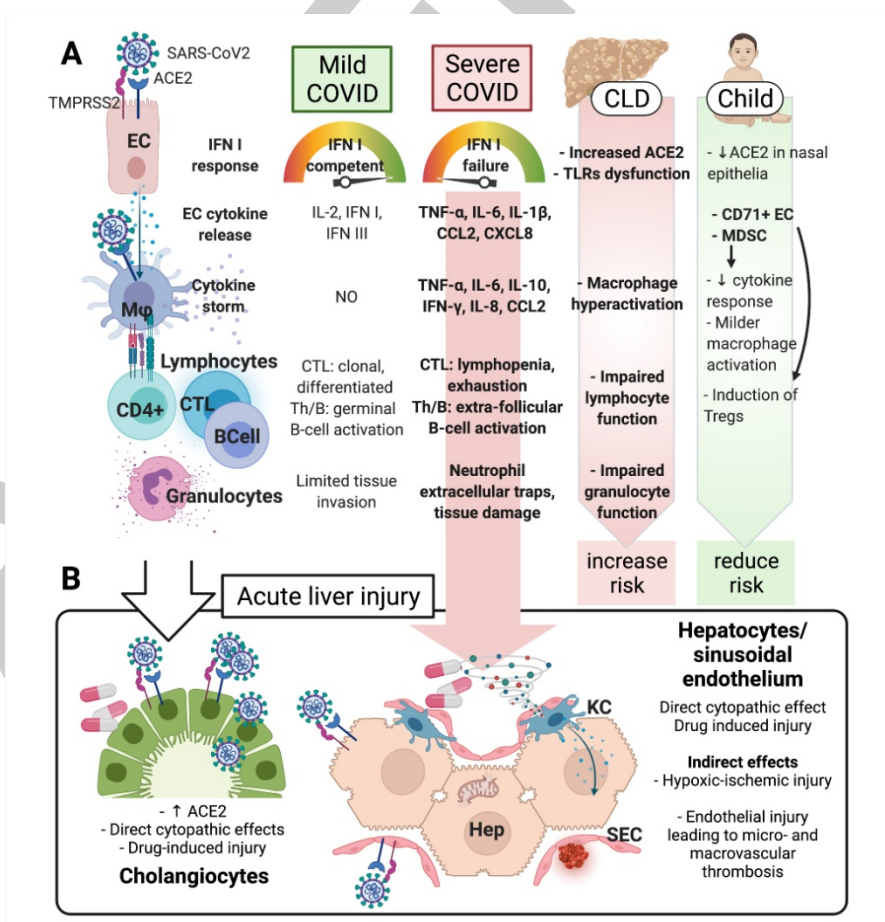 A
SARS-CoV2
ACE2
TMPRSS2
EC
Mild
COVID
Severe
COVID
CLD
Child
IFN I
response
IFN I
competent
IFN I
failure
- Increased ACE2
- TLRs dysfunction
- ↓ACE2 in nasal
epithelia
EC cytokine
release
IL-2, IFN I,
IFN III
TNF-α, IL-6, IL-1β,
CCL2, CXCL8
- CD71+ EC
- MDSC
Mφ
Cytokine
storm
NO
TNF-α, IL-6, IL-10,
IFN-γ, IL-8, CCL2
- Macrophage
hyperactivation
- ↓ cytokine
response
- Milder
macrophage
activation
Lymphocytes
CD4+
CTL
BCell
CTL: clonal,
differentiated
Th/B: germinal
B-cell activation
CTL: lymphopenia,
exhaustion
Th/B: extra-follicular
B-cell activation
- Impaired
lymphocyte
function
- Induction of
Tregs
Granulocytes
Limited tissue
invasion
Neutrophil
extracellular traps,
tissue damage
- Impaired
granulocyte
function
increase
risk
reduce
risk
B
Acute liver injury
- ↑ ACE2
- Direct cytopathic effects
- Drug-induced injury
Cholangiocytes
KC
Hep
SEC
Hepatocytes/
sinusoidal
endothelium
Direct cytopathic effect
Drug induced injury
Indirect effects
- Hypoxic-ischemic injury
- Endothelial injury
leading to micro- and
macrovascular
thrombosis